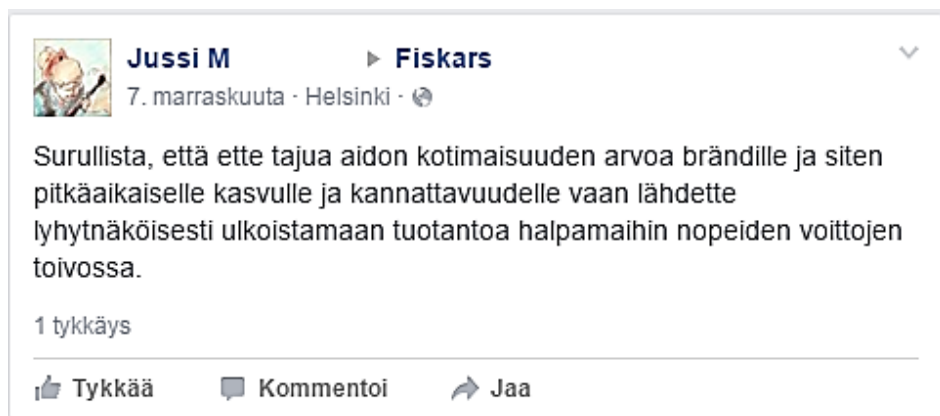 Jussi M Fiskars
7. marraskuuta · Helsinki ·
Surullista, että ette tajua aidon kotimaisuuden arvoa brändille ja siten
pitkäaikaiselle kasvulle ja kannattavuudelle vaan lähdette
lyhytnäköisesti ulkoistamaan tuotantoa halpamaihin nopeiden voittojen
toivossa.
1 tykkäys
Tykkää Kommentoi Jaa